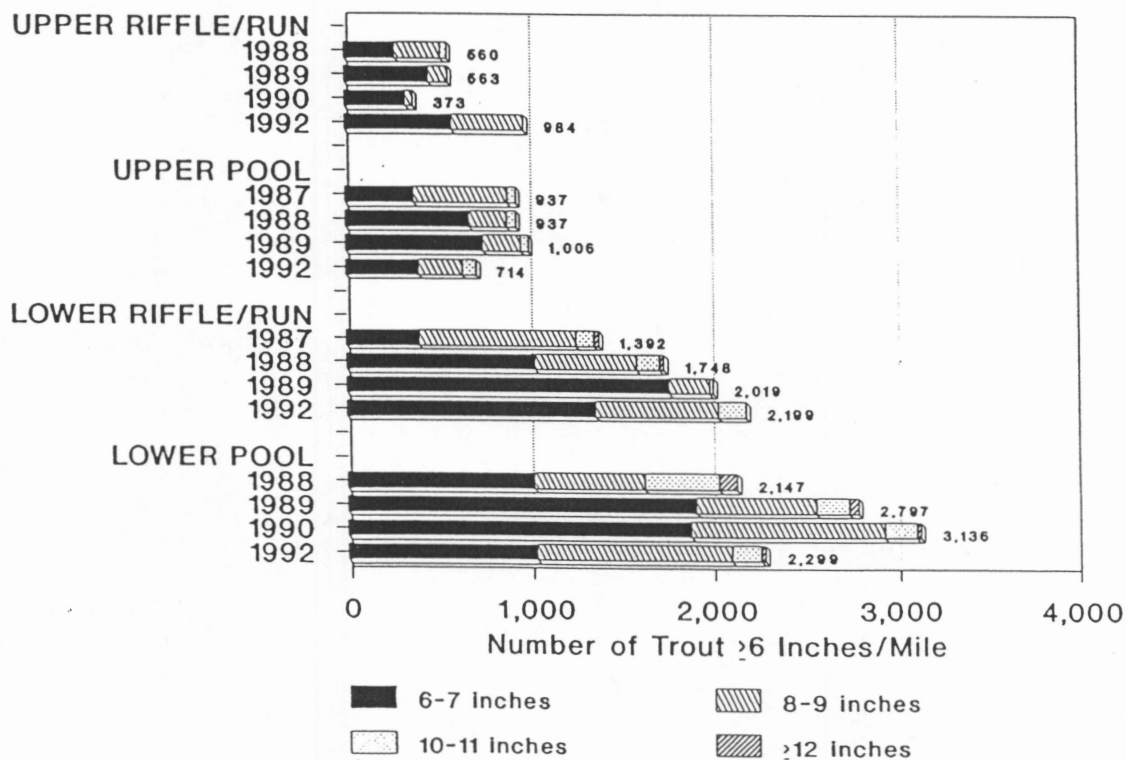 UPPER RIFFLE/RUN
1988 560
1989 563
1990 373
1992 984
UPPER POOL
1987 937
1988 937
1989 1,006
1992 714
LOWER RIFFLE/RUN
1987 1,392
1988 1,748
1989 2,019
1992 2,199
LOWER POOL
1988 2,147
1989 2,797
1990 3,136
1992 2,299
0 1,000 2,000 3,000 4,000
Number of Trout ≥6 Inches/Mile
6-7 inches 8-9 inches
10-11 inches ≥12 inches